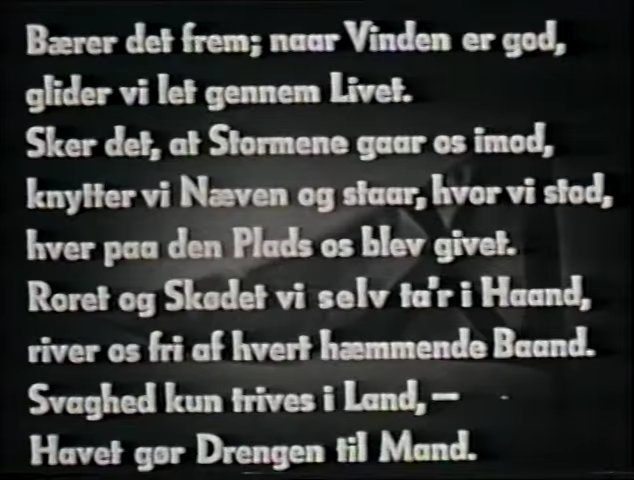 Bærer det frem; naar Vinden er god,
glider vi let gennem Livet.
Sker det, at Stormene gaar os imod,
knytter vi Næven og staar, hvor vi stod,
hver paa den Plads os blev givet.
Roret og Skødet vi selv ta'r i Haand,
river os fri af hvert hæmmende Baand.
Svaghed kun trives i Land,—
Havet gør Drengen til Mand.